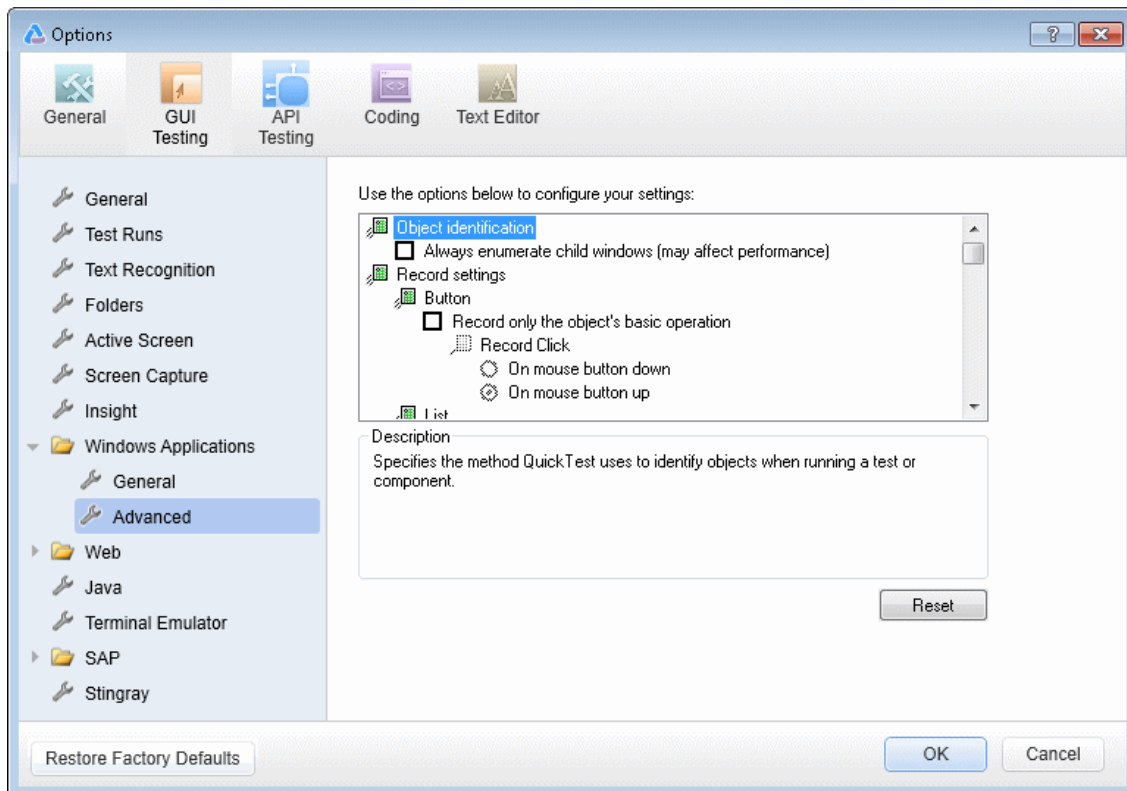 Options
General
GUI
Testing
API
Testing
Coding
Text Editor
General
Test Runs
Text Recognition
Folders
Active Screen
Screen Capture
Insight
Windows Applications
General
Advanced
Web
Java
Terminal Emulator
SAP
Stingray
Use the options below to configure your settings:
Object identification
Always enumerate child windows (may affect performance)
Record settings
Button
Record only the object's basic operation
Record Click
On mouse button down
On mouse button up
List
Description
Specifies the method QuickTest uses to identify objects when running a test or
component.
Reset
Restore Factory Defaults
OK
Cancel